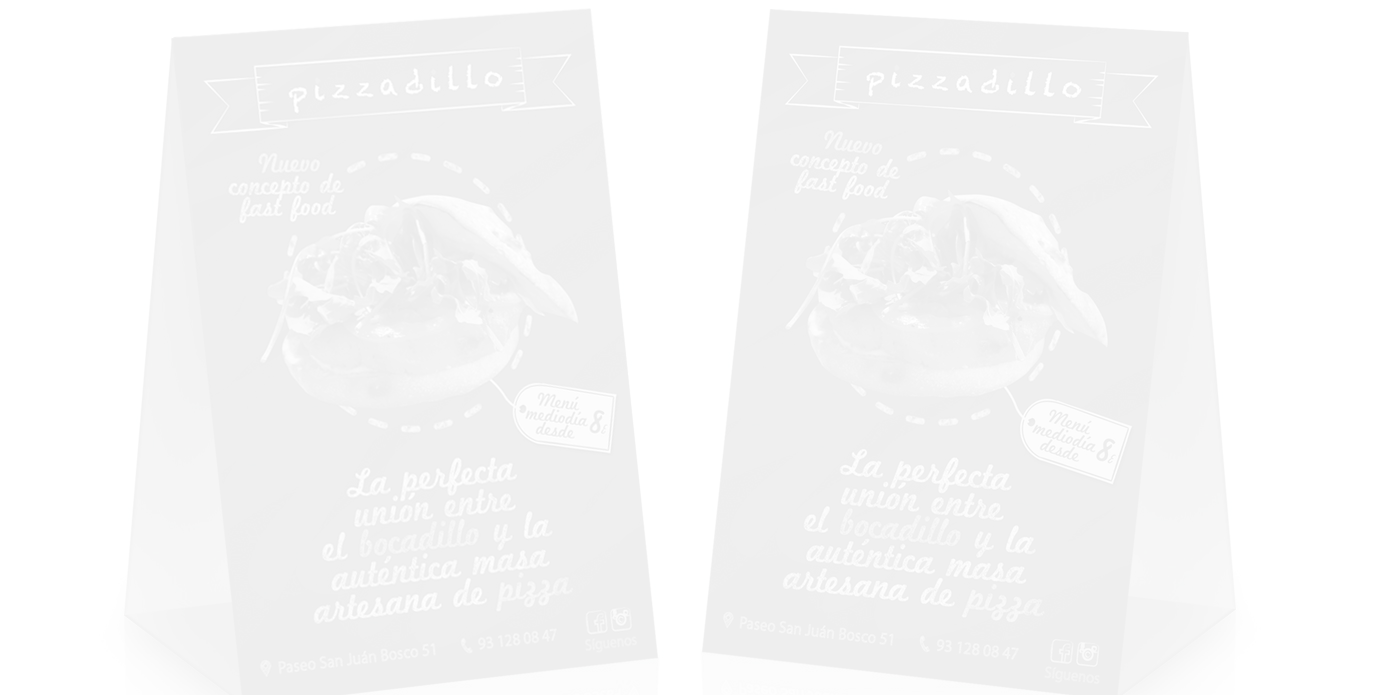 pizzadillo
Nuevo
concepto de
fast food
Menú
mediodía
desde
8€
La perfecta
unión entre
el bocadillo y la
auténtica masa
artesana de pizza
Paseo San Juán Bosco 51
93 128 08 47
Síguenos
pizzadillo
Nuevo
concepto de
fast food
Menú
mediodía
desde
8€
La perfecta
unión entre
el bocadillo y la
auténtica masa
artesana de pizza
Paseo San Juán Bosco 51
93 128 08 47
Síguenos